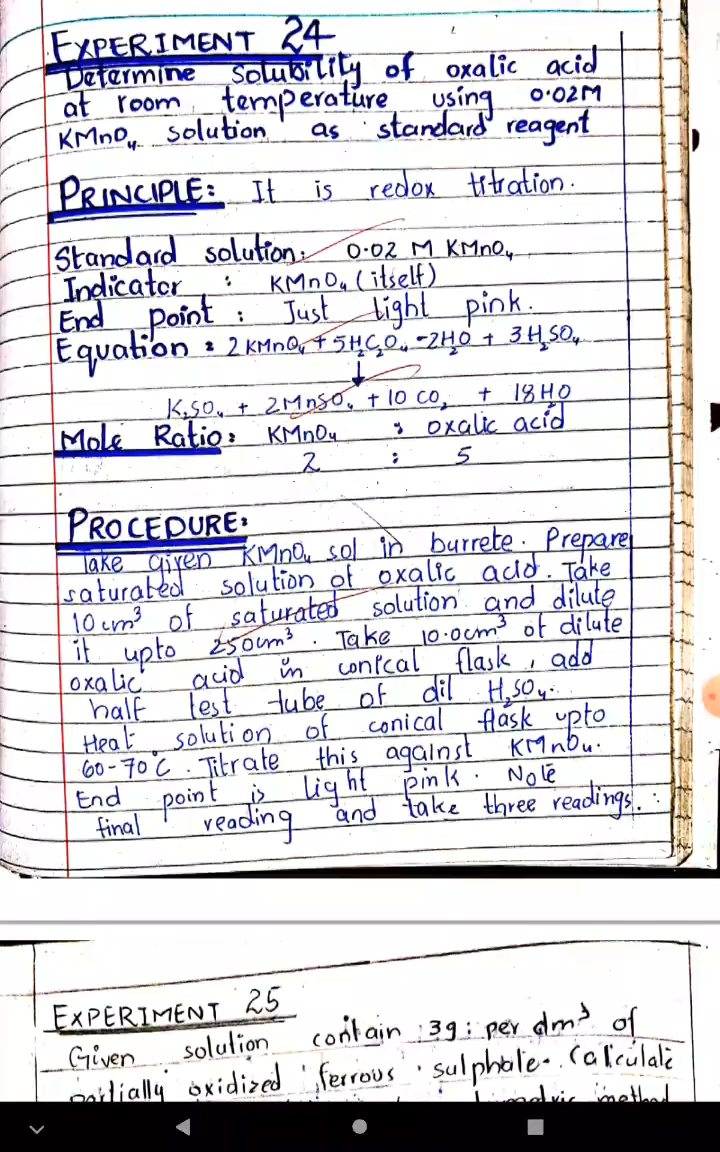 EXPERIMENT 24
Determine solubility of oxalic acid
at room temperature using 0.02M
KMnO₄ solution as standard reagent
PRINCIPLE: It is redox titration.
Standard solution: 0.02 M KMnO₄
Indicator : KMnO₄ (itself)
End point : Just light pink.
Equation : 2KMnO₄ + 5H₂C₂O₄·2H₂O + 3H₂SO₄
↓
K₂SO₄ + 2MnSO₄ + 10CO₂ + 18H₂O
Mole Ratio: KMnO₄ : oxalic acid
2 : 5
PROCEDURE:
Take given KMnO₄ sol in burrete. Prepare
saturated solution of oxalic acid. Take
10cm³ of saturated solution and dilute
it upto 250cm³. Take 10.0cm³ of dilute
oxalic acid in conical flask, add
half test tube of dil H₂SO₄.
Heat solution of conical flask upto
60-70°C. Titrate this against KMnO₄.
End point is light pink. Note
final reading and take three readings.
EXPERIMENT 25
Given solution contain 3g per dm³ of
partially oxidized ferrous sulphate. Calculate
method